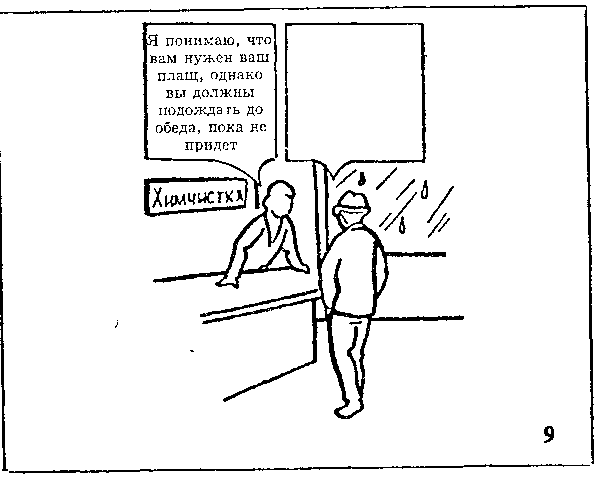 Я понимаю, что
вам нужен ваш
плащ, однако
вы должны
подождать до
обеда, пока не
придет
Химчистка
9